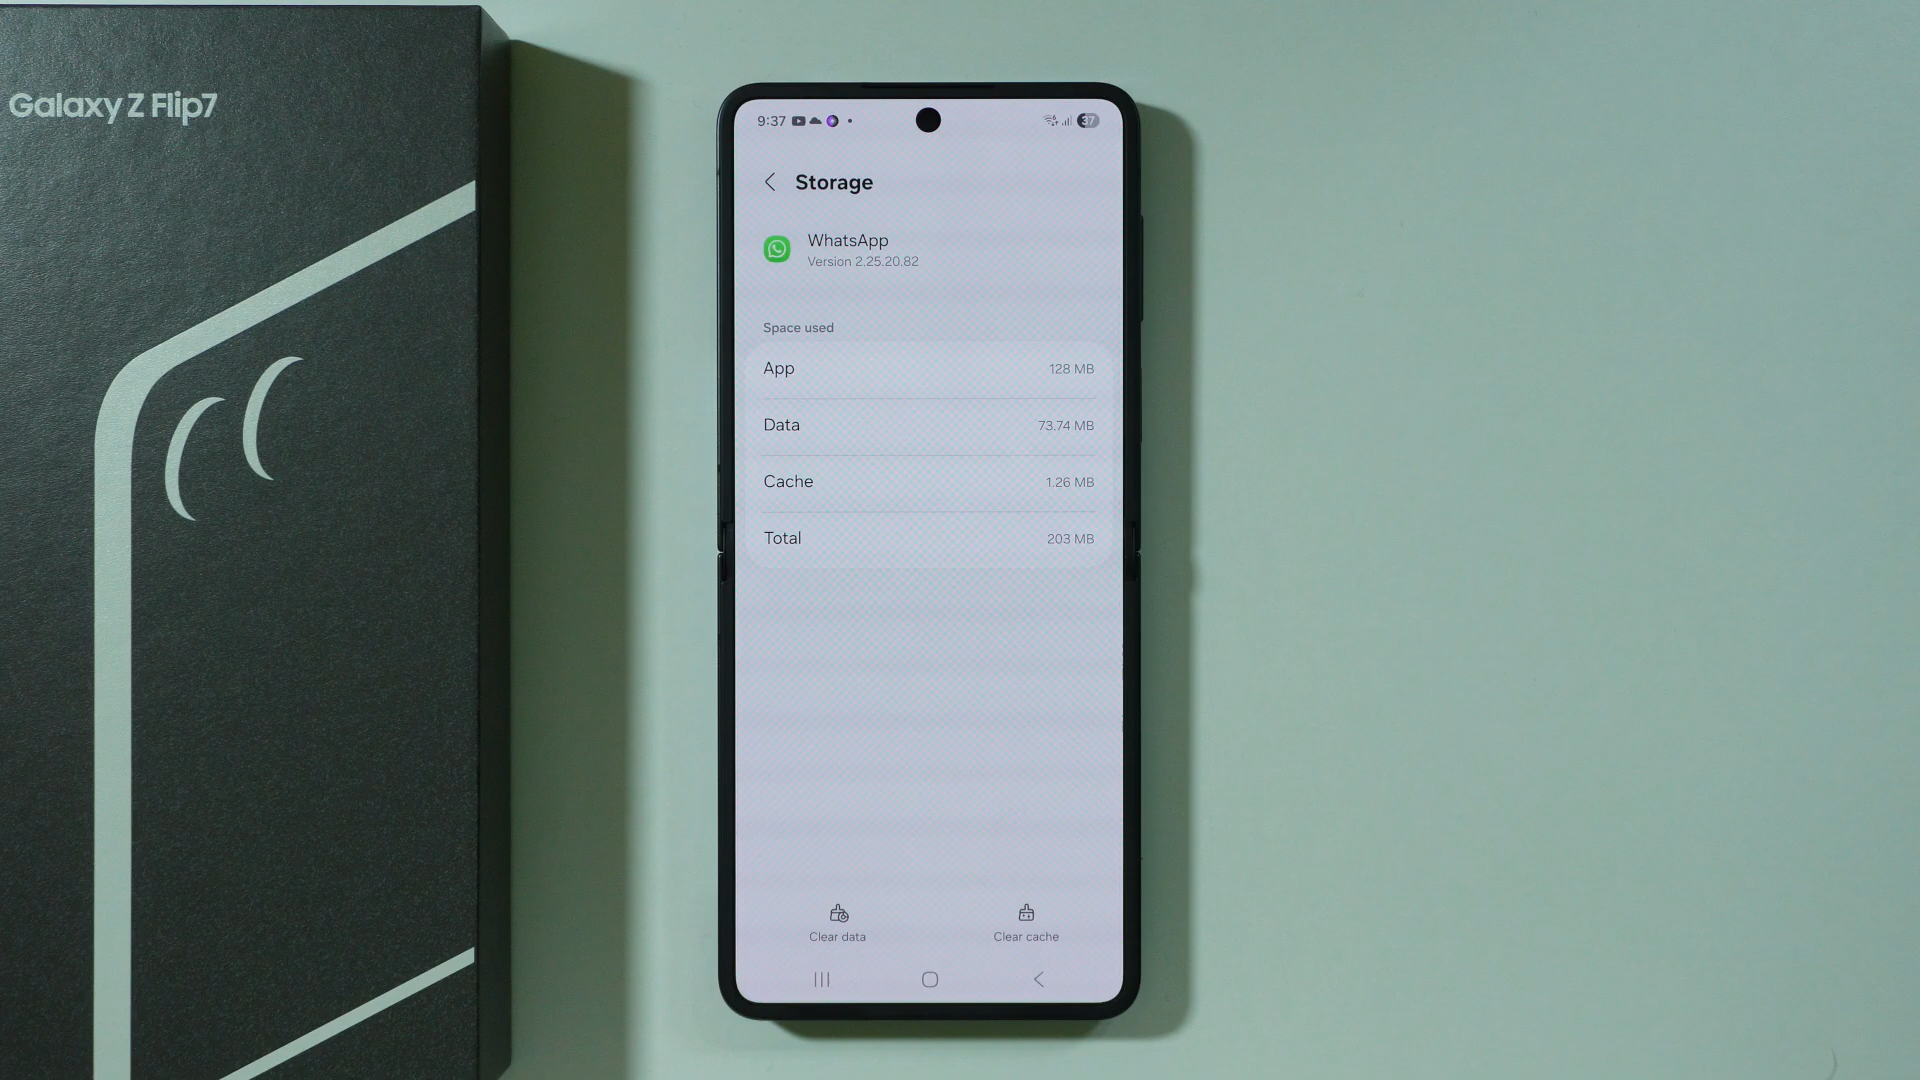 Galaxy Z Flip7
9:37
37
Storage
WhatsApp
Version 2.25.20.82
Space used
App 128 MB
Data 73.74 MB
Cache 1.26 MB
Total 203 MB
Clear data Clear cache